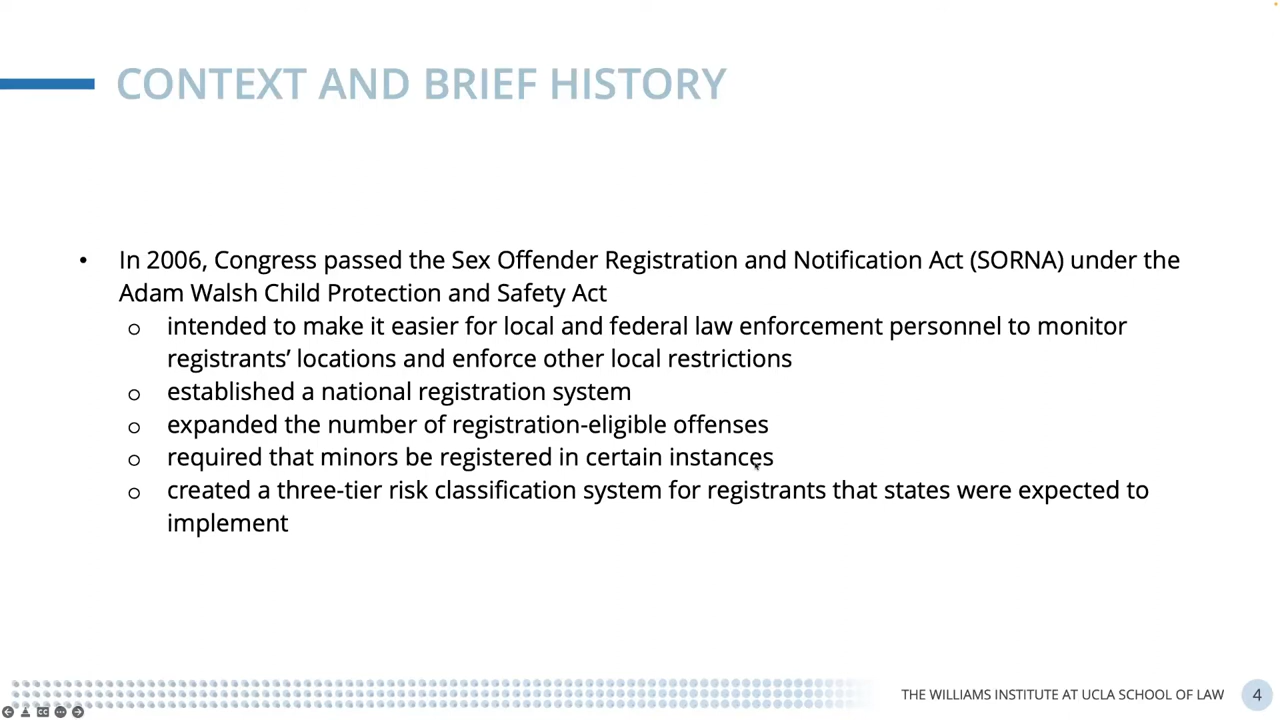 CONTEXT AND BRIEF HISTORY
• In 2006, Congress passed the Sex Offender Registration and Notification Act (SORNA) under the
Adam Walsh Child Protection and Safety Act
o intended to make it easier for local and federal law enforcement personnel to monitor
registrants’ locations and enforce other local restrictions
o established a national registration system
o expanded the number of registration-eligible offenses
o required that minors be registered in certain instances
o created a three-tier risk classification system for registrants that states were expected to
implement
THE WILLIAMS INSTITUTE AT UCLA SCHOOL OF LAW 4
CC